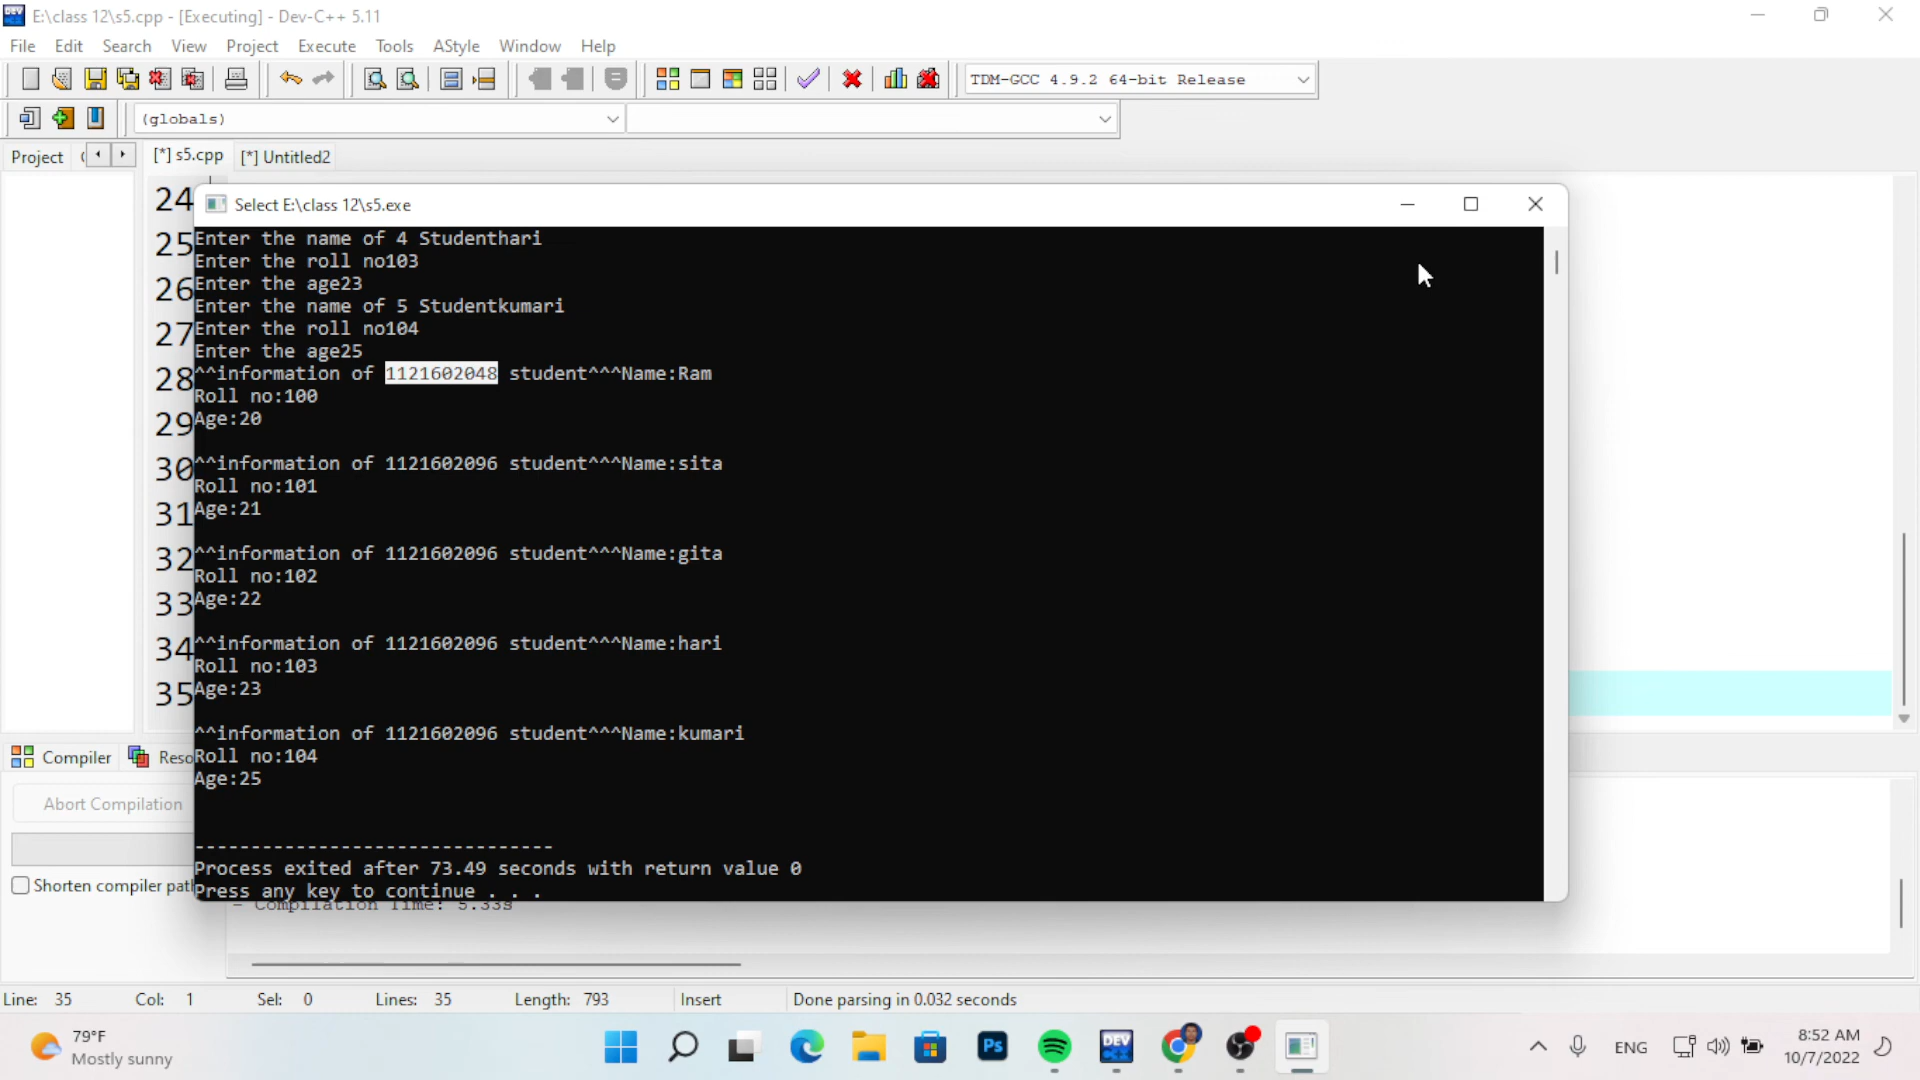 E:\class 12\s5.cpp - [Executing] - Dev-C++ 5.11
File Edit Search View Project Execute Tools AStyle Window Help
TDM-GCC 4.9.2 64-bit Release
(globals)
Project
[*] s5.cpp [*] Untitled2
Select E:\class 12\s5.exe
24
25
26
27
28
29
30
31
32
33
34
35
Enter the name of 4 Studenthari
Enter the roll no103
Enter the age23
Enter the name of 5 Studentkumari
Enter the roll no104
Enter the age25
^^information of 1121602048 student^^^Name:Ram
Roll no:100
Age:20
^^information of 1121602096 student^^^Name:sita
Roll no:101
Age:21
^^information of 1121602096 student^^^Name:gita
Roll no:102
Age:22
^^information of 1121602096 student^^^Name:hari
Roll no:103
Age:23
^^information of 1121602096 student^^^Name:kumari
Roll no:104
Age:25
--------------------------------
Process exited after 73.49 seconds with return value 0
Press any key to continue . . .
Compiler Reso
Abort Compilation
Shorten compiler pat
- Compilation Time: 5.33s
Line: 35 Col: 1 Sel: 0 Lines: 35 Length: 793 Insert Done parsing in 0.032 seconds
79°F
Mostly sunny
Ps
DEV
ENG
8:52 AM
10/7/2022